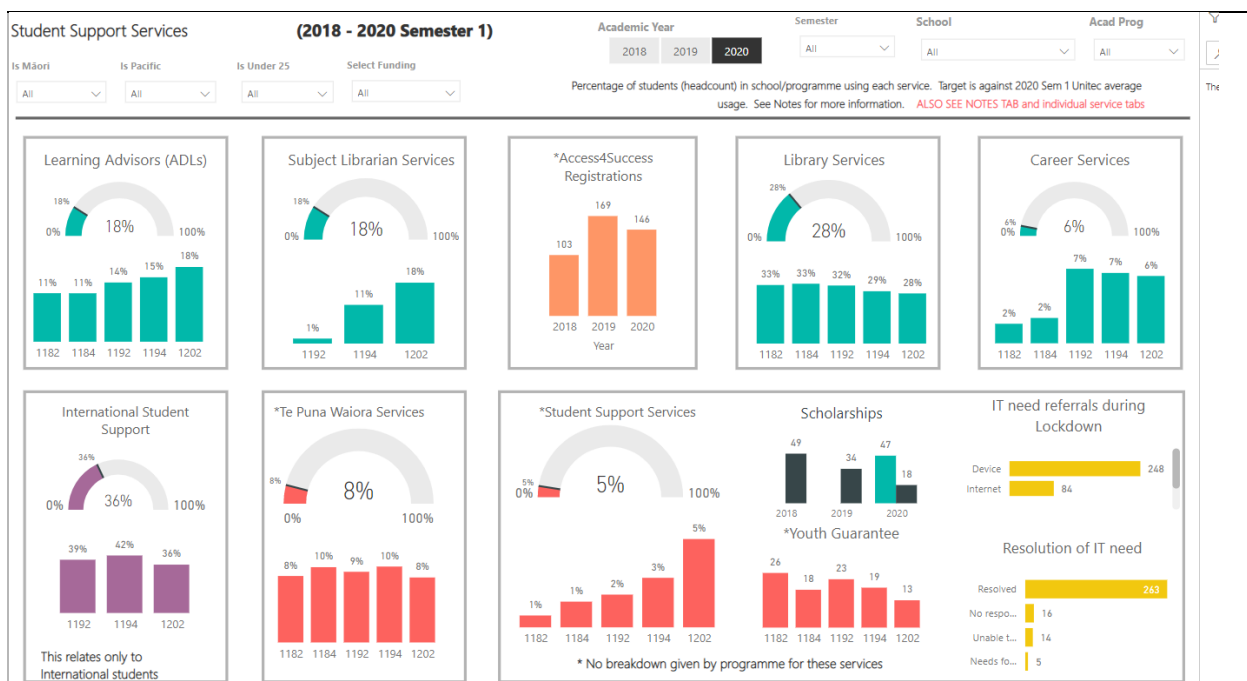 Student Support Services
(2018 - 2020 Semester 1)
Academic Year
2018 2019 2020
Semester
All
School
All
Acad Prog
All
Is Māori
All
Is Pacific
All
Is Under 25
All
Select Funding
All
Percentage of students (headcount) in school/programme using each service. Target is against 2020 Sem 1 Unitec average
usage. See Notes for more information. ALSO SEE NOTES TAB and individual service tabs
Learning Advisors (ADLs)
18%
0% 18% 100%
11% 11% 14% 15% 18%
1182 1184 1192 1194 1202
Subject Librarian Services
18%
0% 18% 100%
1% 11% 18%
1192 1194 1202
*Access4Success
Registrations
103 169 146
2018 2019 2020
Year
Library Services
28%
0% 28% 100%
33% 33% 32% 29% 28%
1182 1184 1192 1194 1202
Career Services
6%
0% 6% 100%
2% 2% 7% 7% 6%
1182 1184 1192 1194 1202
International Student
Support
36%
0% 36% 100%
39% 42% 36%
1192 1194 1202
This relates only to
International students
*Te Puna Waiora Services
8%
8%
0% 100%
8% 10% 9% 10% 8%
1182 1184 1192 1194 1202
*Student Support Services
5%
0% 5% 100%
1% 1% 2% 3% 5%
1182 1184 1192 1194 1202
Scholarships
49 34 47 18
2018 2019 2020
*Youth Guarantee
26 18 23 19 13
1182 1184 1192 1194 1202
* No breakdown given by programme for these services
IT need referrals during
Lockdown
Device 248
Internet 84
Resolution of IT need
Resolved 263
No respo... 16
Unable t... 14
Needs fo... 5